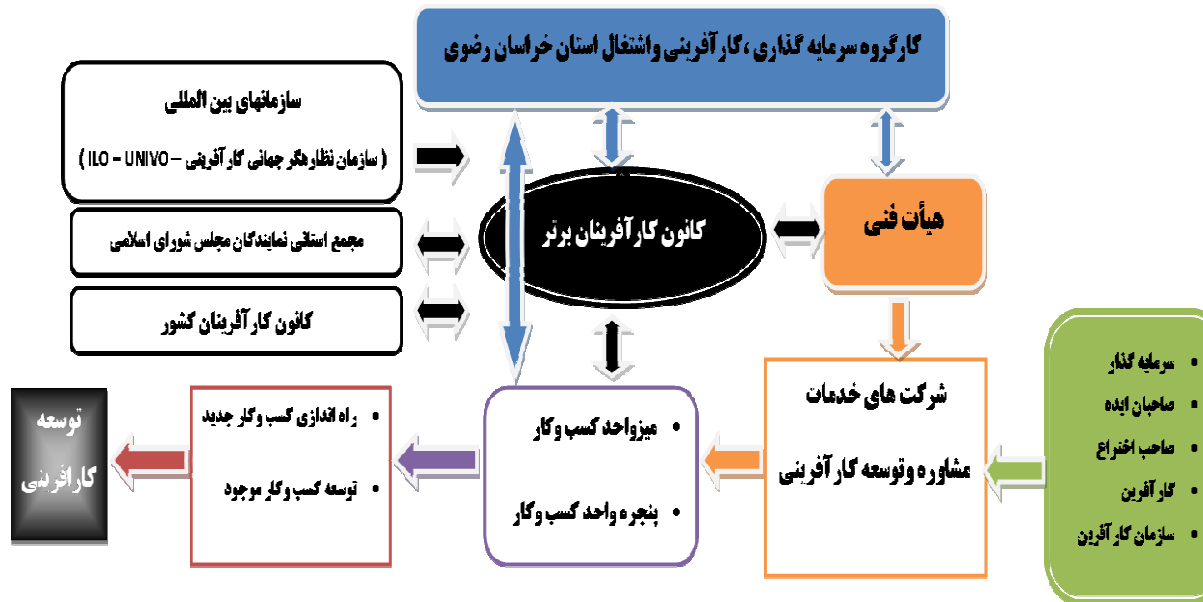 کارگروه سرمایه گذاری ،کارآفرینی واشتغال استان خراسان رضوی
سازمانهای بین المللی
( سازمان نظاره‍گر جهانی کارآفرینی – ILO – UNIVO )
مجمع استانی نمایندگان مجلس شورای اسلامی
کانون کارآفرینان کشور
کانون کارآفرینان برتر
هیأت فنی
• سرمایه گذار
• صاحبان ایده
• صاحب اختراع
• کارآفرین
• سازمان کارآفرین
شرکت های خدمات
مشاوره وتوسعه کارآفرینی
• میزواحد کسب وکار
• پنجره واحد کسب وکار
• راه اندازی کسب وکار جدید
• توسعه کسب وکار موجود
توسعه
کارافرینی